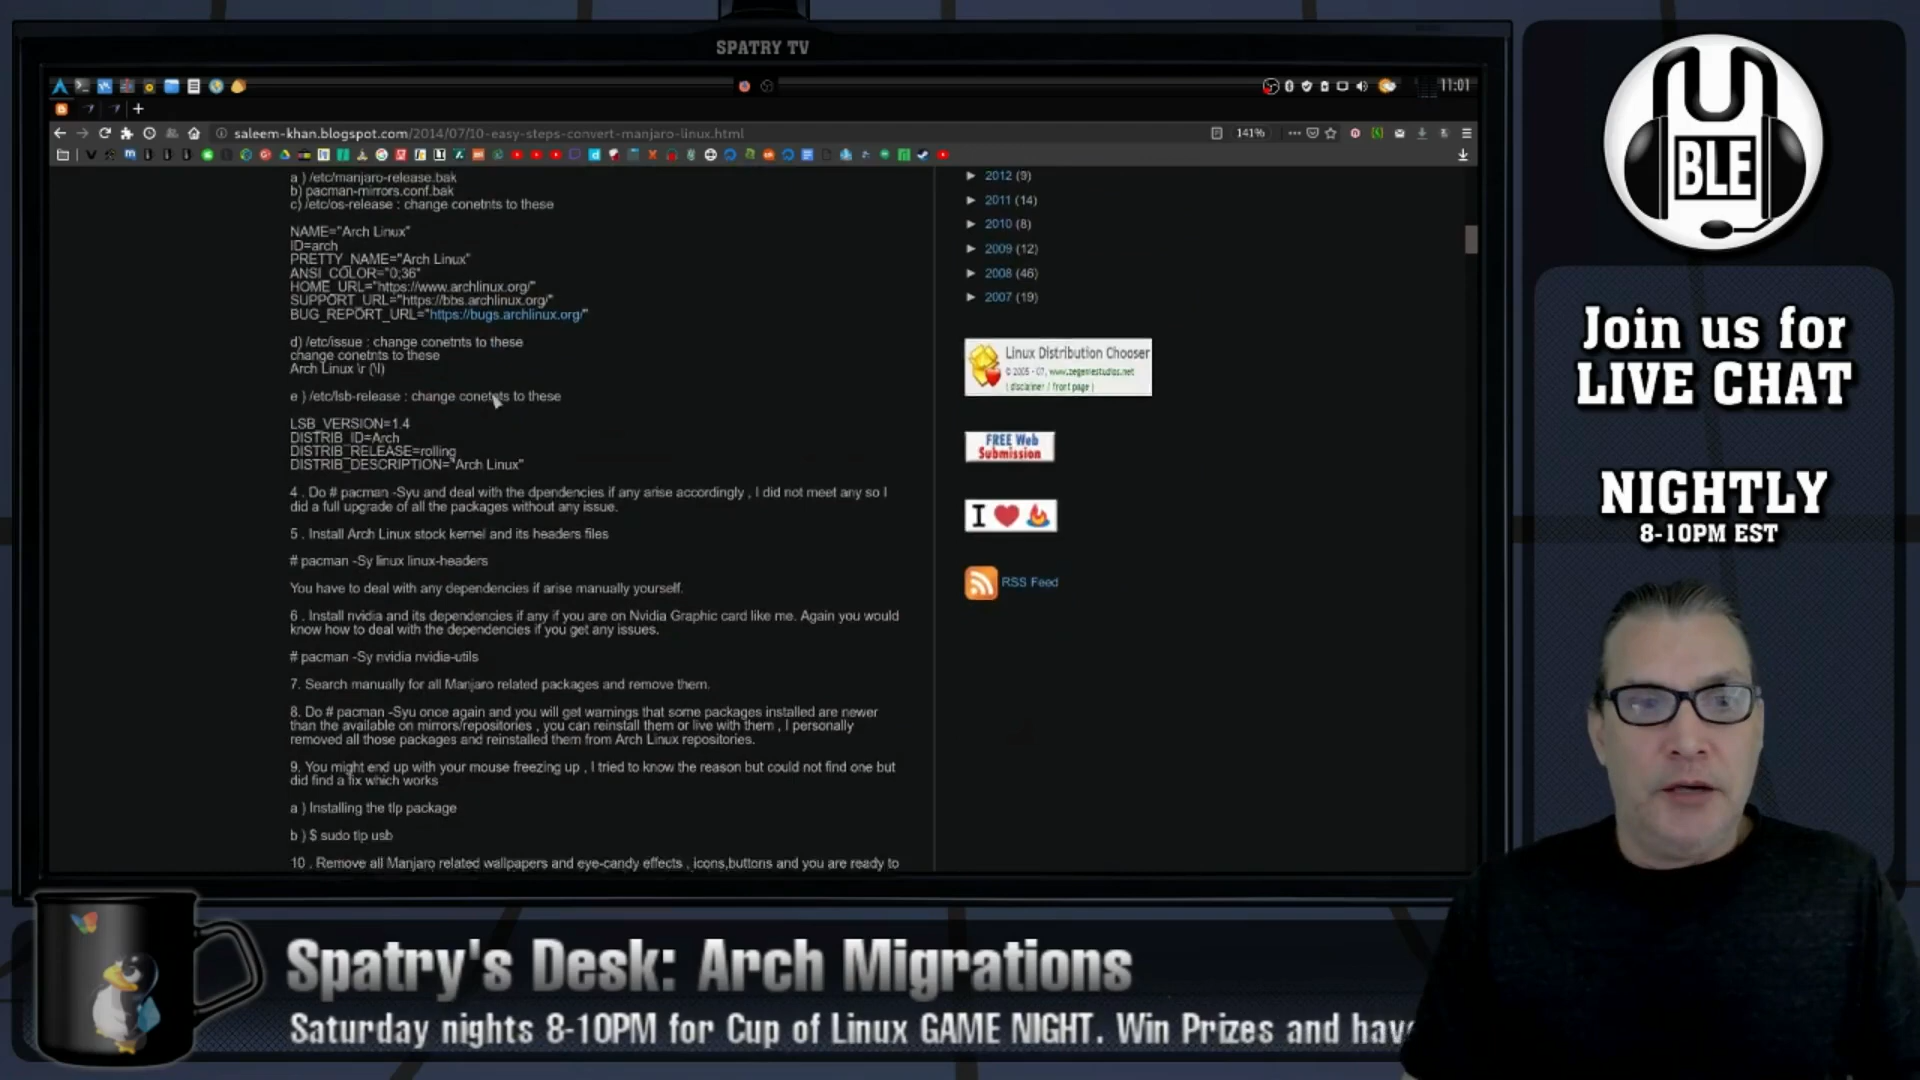 SPATRY TV
11:01
saleem-khan.blogspot.com/2014/07/10-easy-steps-convert-manjaro-linux.html
141%
a ) /etc/manjaro-release.bak
b) pacman-mirrors.conf.bak
c) /etc/os-release : change conetnts to these
NAME="Arch Linux"
ID=arch
PRETTY_NAME="Arch Linux"
ANSI_COLOR="0;36"
HOME_URL="https://www.archlinux.org/"
SUPPORT_URL="https://bbs.archlinux.org/"
BUG_REPORT_URL="https://bugs.archlinux.org/"
d) /etc/issue : change conetnts to these
change conetnts to these
Arch Linux \r (\l)
e ) /etc/lsb-release : change conetnts to these
LSB_VERSION=1.4
DISTRIB_ID=Arch
DISTRIB_RELEASE=rolling
DISTRIB_DESCRIPTION="Arch Linux"
4 . Do # pacman -Syu and deal with the dpendencies if any arise accordingly , I did not meet any so I
did a full upgrade of all the packages without any issue.
5 . Install Arch Linux stock kernel and its headers files
# pacman -Sy linux linux-headers
You have to deal with any dependencies if arise manually yourself.
6 . Install nvidia and its dependencies if any if you are on Nvidia Graphic card like me. Again you would
know how to deal with the dependencies if you get any issues.
# pacman -Sy nvidia nvidia-utils
7. Search manually for all Manjaro related packages and remove them.
8. Do # pacman -Syu once again and you will get warnings that some packages installed are newer
than the available on mirrors/repositories , you can reinstall them or live with them , I personally
removed all those packages and reinstalled them from Arch Linux repositories.
9. You might end up with your mouse freezing up , I tried to know the reason but could not find one but
did find a fix which works
a ) Installing the tlp package
b ) $ sudo tlp usb
10 . Remove all Manjaro related wallpapers and eye-candy effects , icons,buttons and you are ready to
► 2012 (9)
► 2011 (14)
► 2010 (8)
► 2009 (12)
► 2008 (46)
► 2007 (19)
Linux Distribution Chooser
© 2005 - 07, www.zegeniestudios.net
[ disclaimer / front page ]
FREE Web
Submission
I
RSS Feed
BLE
Join us for
LIVE CHAT
NIGHTLY
8-10PM EST
Spatry's Desk: Arch Migrations
Saturday nights 8-10PM for Cup of Linux GAME NIGHT. Win Prizes and hav